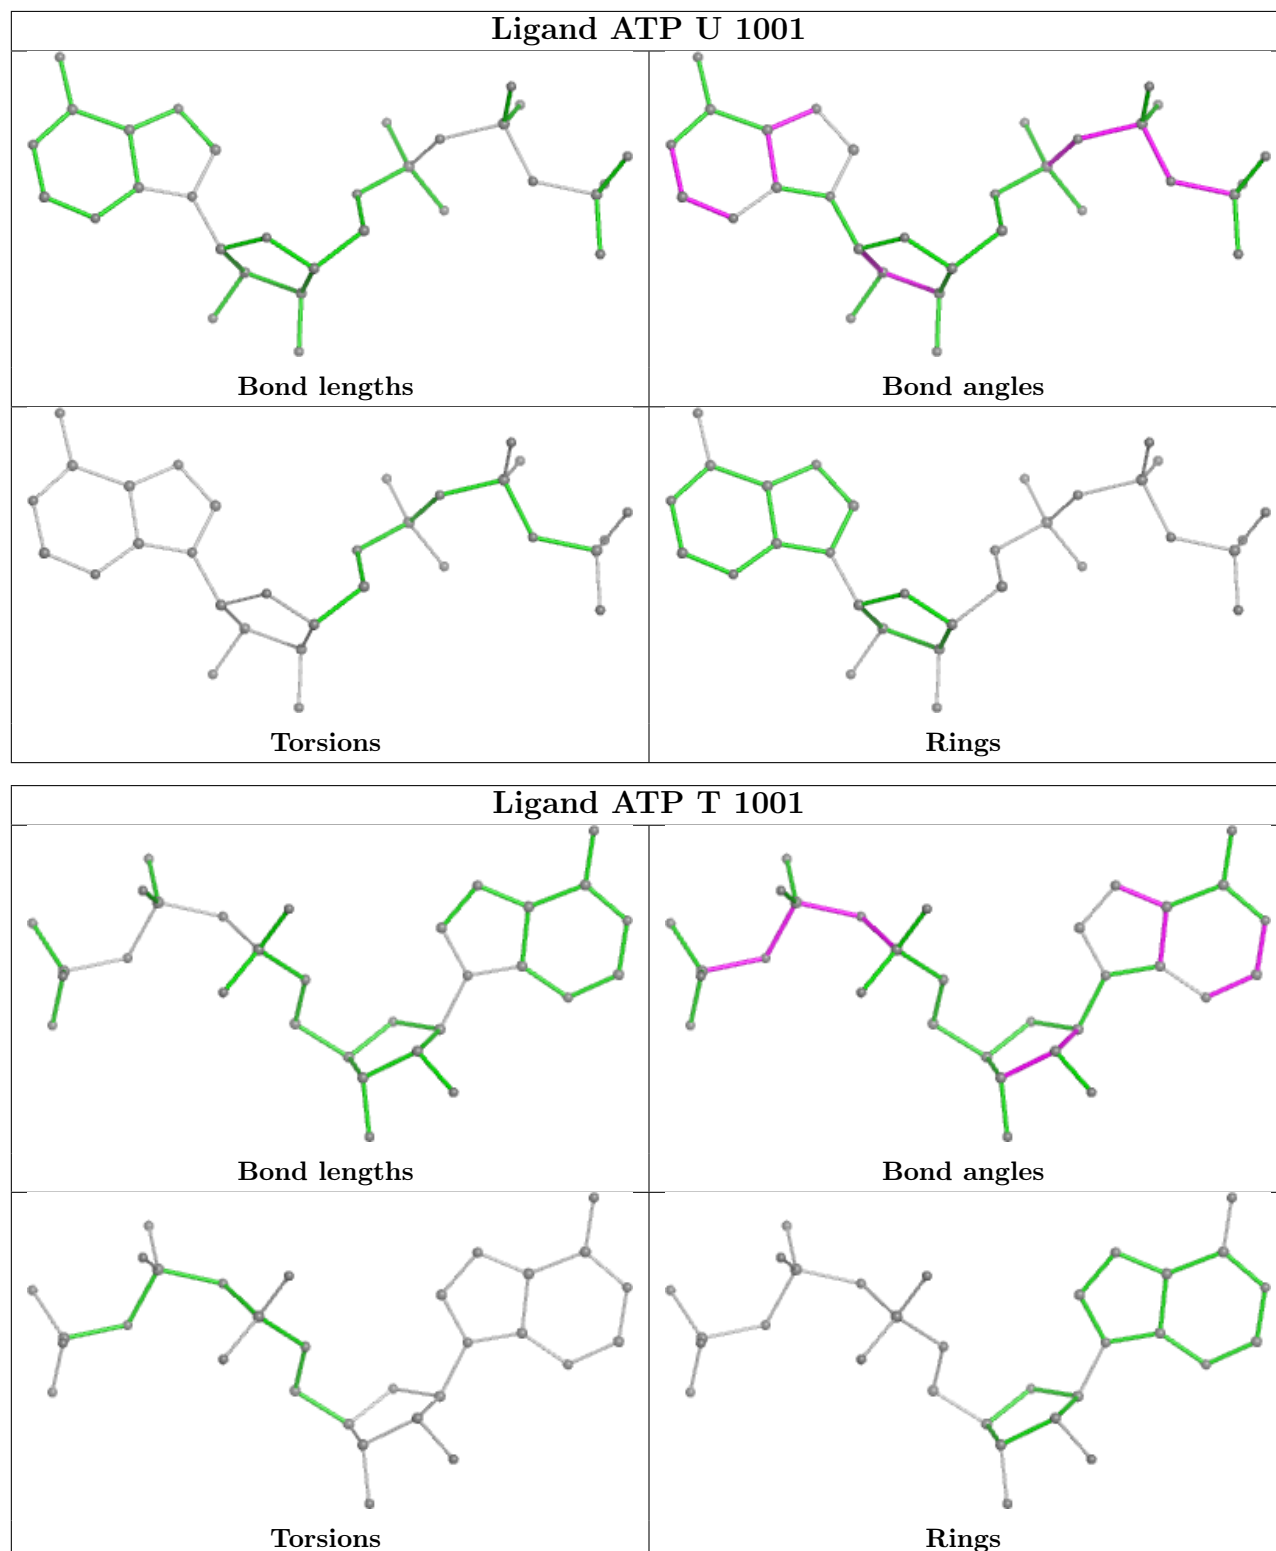 Ligand ATP U 1001
Bond lengths
Bond angles
Torsions
Rings
Ligand ATP T 1001
Bond lengths
Bond angles
Torsions
Rings